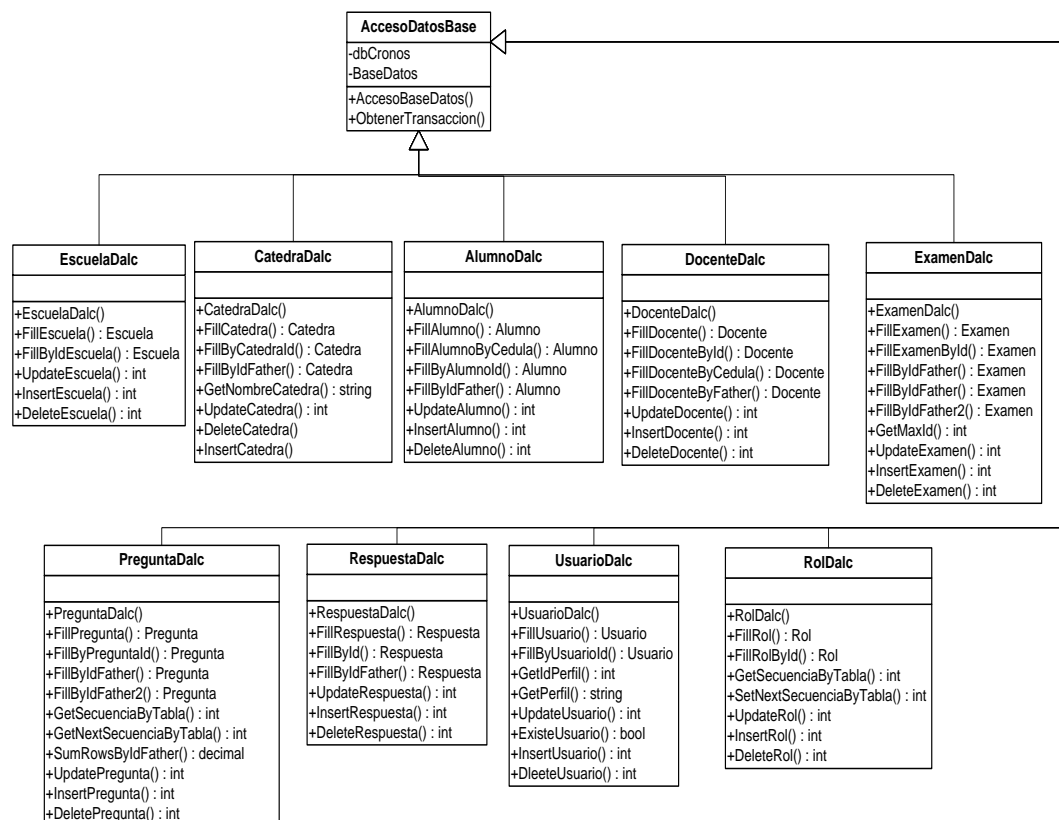 AccesoDatosBase
-dbCronos
-BaseDatos
+AccesoBaseDatos()
+ObtenerTransaccion()
EscuelaDalc
+EscuelaDalc()
+FillEscuela() : Escuela
+FillByIdEscuela() : Escuela
+UpdateEscuela() : int
+InsertEscuela() : int
+DeleteEscuela() : int
CatedraDalc
+CatedraDalc()
+FillCatedra() : Catedra
+FillByCatedraId() : Catedra
+FillByIdFather() : Catedra
+GetNombreCatedra() : string
+UpdateCatedra() : int
+DeleteCatedra()
+InsertCatedra()
AlumnoDalc
+AlumnoDalc()
+FillAlumno() : Alumno
+FillAlumnoByCedula() : Alumno
+FillByAlumnoId() : Alumno
+FillByIdFather() : Alumno
+UpdateAlumno() : int
+InsertAlumno() : int
+DeleteAlumno() : int
DocenteDalc
+DocenteDalc()
+FillDocente() : Docente
+FillDocenteById() : Docente
+FillDocenteByCedula() : Docente
+FillDocenteByFather() : Docente
+UpdateDocente() : int
+InsertDocente() : int
+DeleteDocente() : int
ExamenDalc
+ExamenDalc()
+FillExamen() : Examen
+FillExamenById() : Examen
+FillByIdFather() : Examen
+FillByIdFather() : Examen
+FillByIdFather2() : Examen
+GetMaxId() : int
+UpdateExamen() : int
+InsertExamen() : int
+DeleteExamen() : int
PreguntaDalc
+PreguntaDalc()
+FillPregunta() : Pregunta
+FillByPreguntaId() : Pregunta
+FillByIdFather() : Pregunta
+FillByIdFather2() : Pregunta
+GetSecuenciaByTabla() : int
+GetNextSecuenciaByTabla() : int
+SumRowsByIdFather() : decimal
+UpdatePregunta() : int
+InsertPregunta() : int
+DeletePregunta() : int
RespuestaDalc
+RespuestaDalc()
+FillRespuesta() : Respuesta
+FillById() : Respuesta
+FillByIdFather() : Respuesta
+UpdateRespuesta() : int
+InsertRespuesta() : int
+DeleteRespuesta() : int
UsuarioDalc
+UsuarioDalc()
+FillUsuario() : Usuario
+FillByUsuarioId() : Usuario
+GetIdPerfil() : int
+GetPerfil() : string
+UpdateUsuario() : int
+ExisteUsuario() : bool
+InsertUsuario() : int
+DleeteUsuario() : int
RolDalc
+RolDalc()
+FillRol() : Rol
+FillRolById() : Rol
+GetSecuenciaByTabla() : int
+SetNextSecuenciaByTabla() : int
+UpdateRol() : int
+InsertRol() : int
+DeleteRol() : int